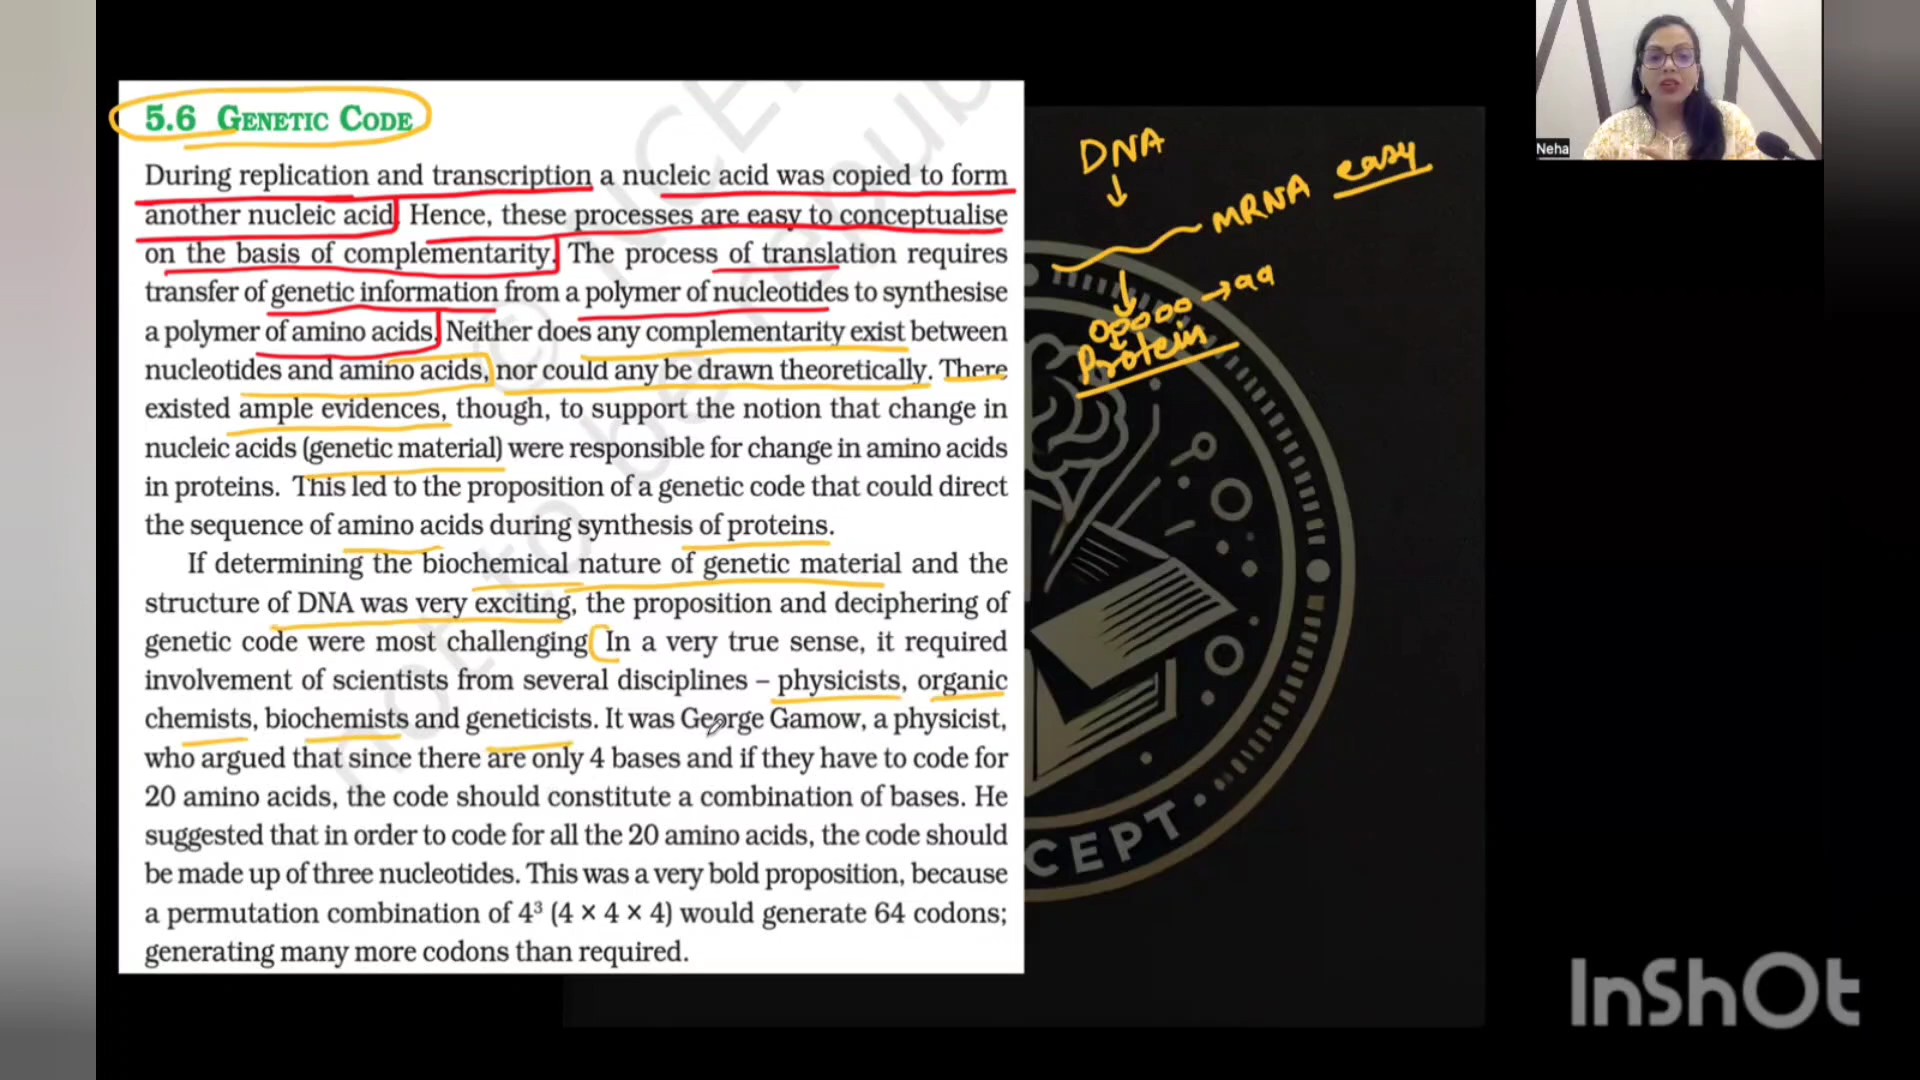 5.6 GENETIC CODE
During replication and transcription a nucleic acid was copied to form
another nucleic acid. Hence, these processes are easy to conceptualise
on the basis of complementarity. The process of translation requires
transfer of genetic information from a polymer of nucleotides to synthesise
a polymer of amino acids. Neither does any complementarity exist between
nucleotides and amino acids, nor could any be drawn theoretically. There
existed ample evidences, though, to support the notion that change in
nucleic acids (genetic material) were responsible for change in amino acids
in proteins. This led to the proposition of a genetic code that could direct
the sequence of amino acids during synthesis of proteins.
If determining the biochemical nature of genetic material and the
structure of DNA was very exciting, the proposition and deciphering of
genetic code were most challenging. In a very true sense, it required
involvement of scientists from several disciplines – physicists, organic
chemists, biochemists and geneticists. It was George Gamow, a physicist,
who argued that since there are only 4 bases and if they have to code for
20 amino acids, the code should constitute a combination of bases. He
suggested that in order to code for all the 20 amino acids, the code should
be made up of three nucleotides. This was a very bold proposition, because
a permutation combination of 4³ (4 × 4 × 4) would generate 64 codons;
generating many more codons than required.
not to be repub
DNA
mRNA easy
→ aa
Protein
CEPT
Neha
InShOt